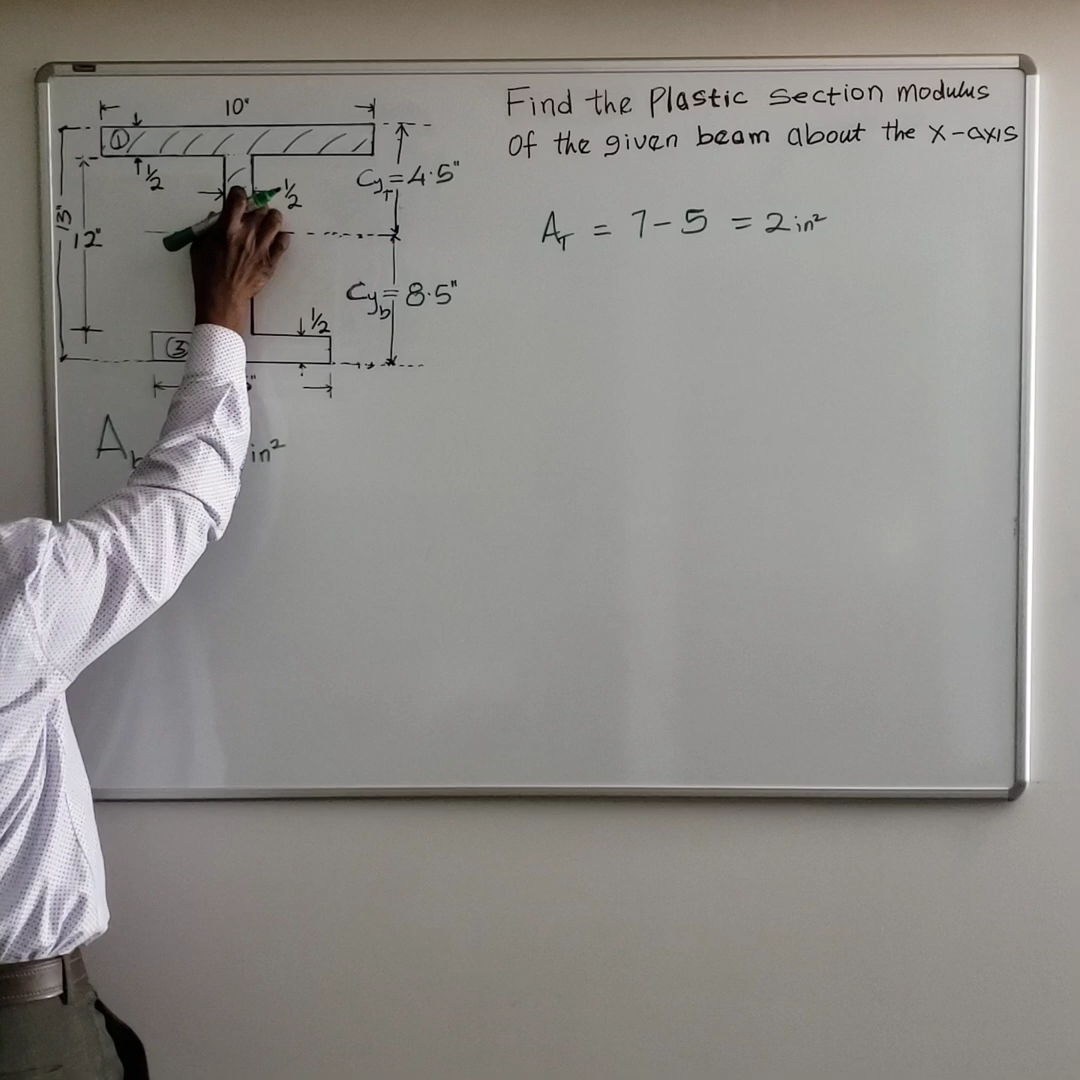 Find the Plastic section modulus
of the given beam about the x-axis
A_T = 7-5 = 2 in²
10"
①
1/2
1/2
C_yT = 4.5"
13"
12"
C_yb = 8.5"
1/2
③
A
in²